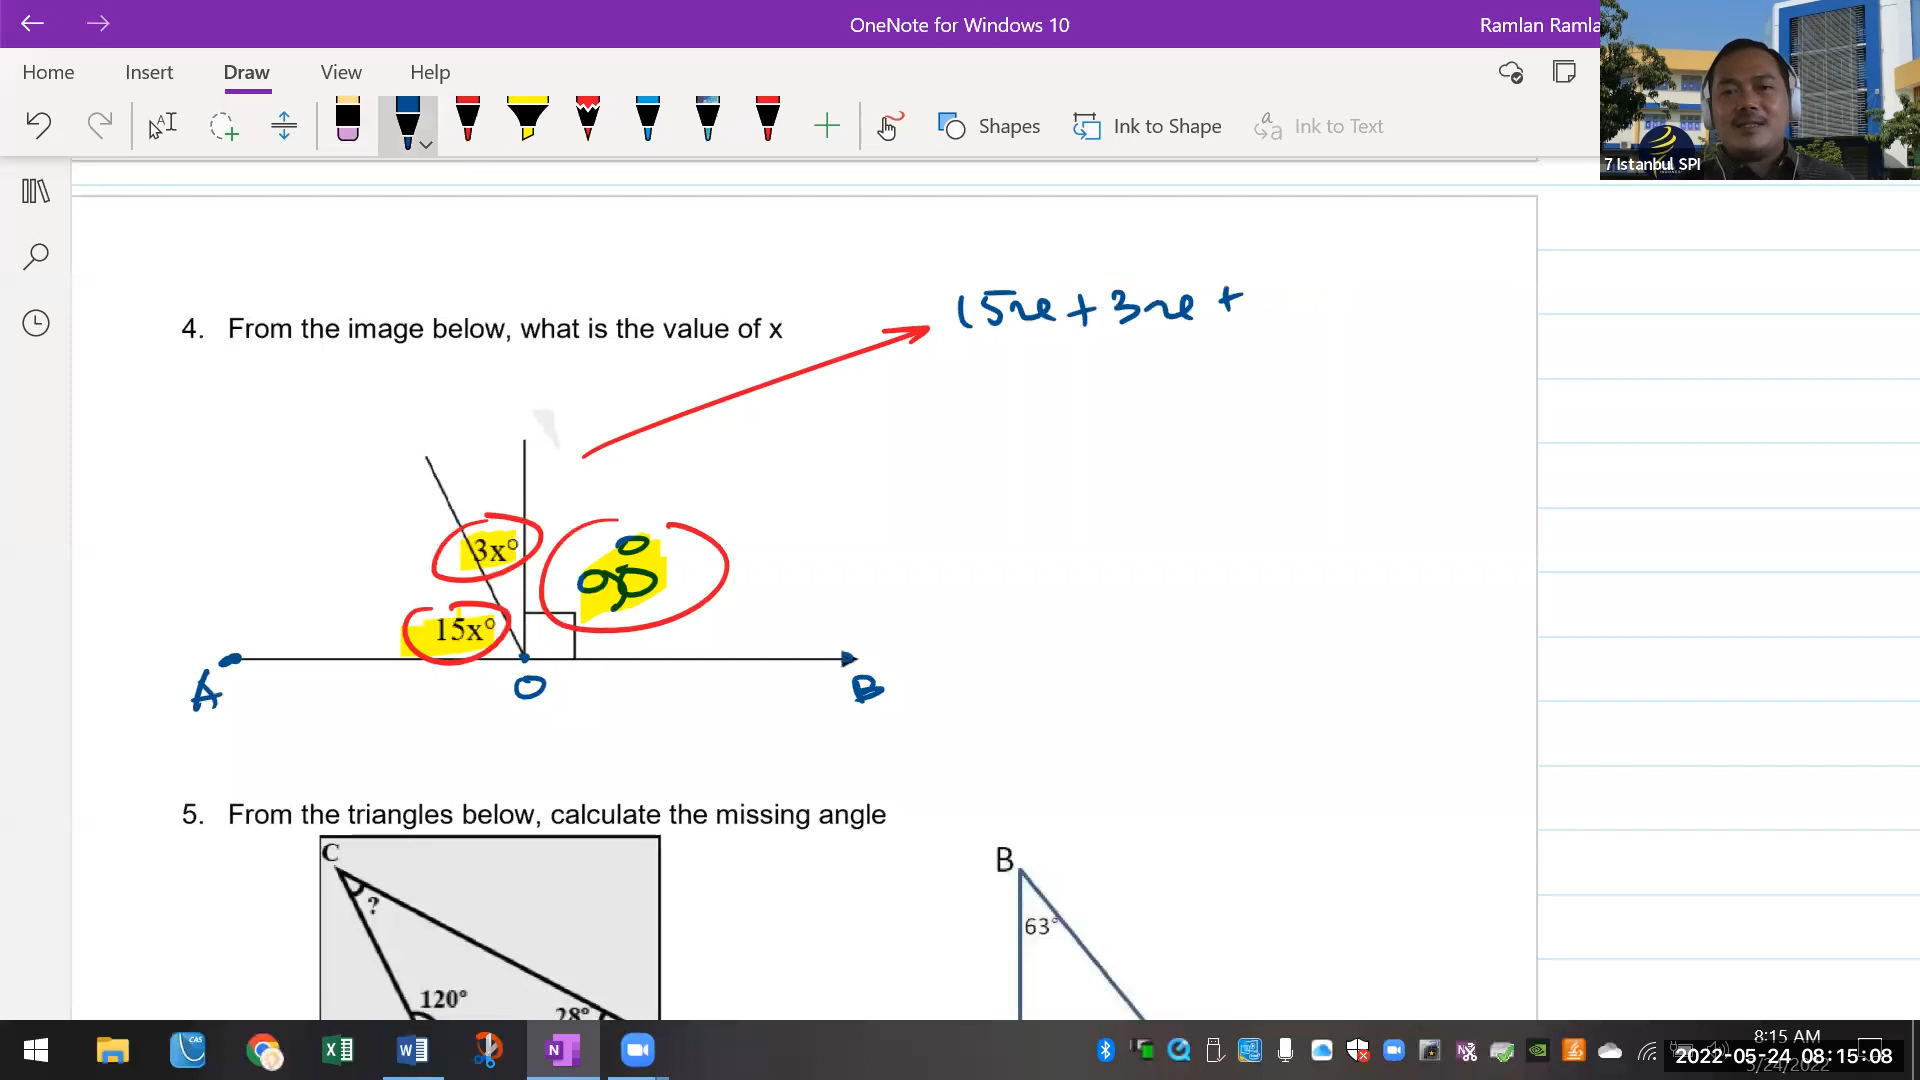 OneNote for Windows 10
Ramlan Ramla
Home Insert Draw View Help
Shapes Ink to Shape Ink to Text
7 Istanbul SPI
15x + 3x +
4. From the image below, what is the value of x
3x°
90°
15x°
A O B
5. From the triangles below, calculate the missing angle
C
?
120°
28°
B
63°
8:15 AM
2022-05-24 08:15:08
5/24/2022